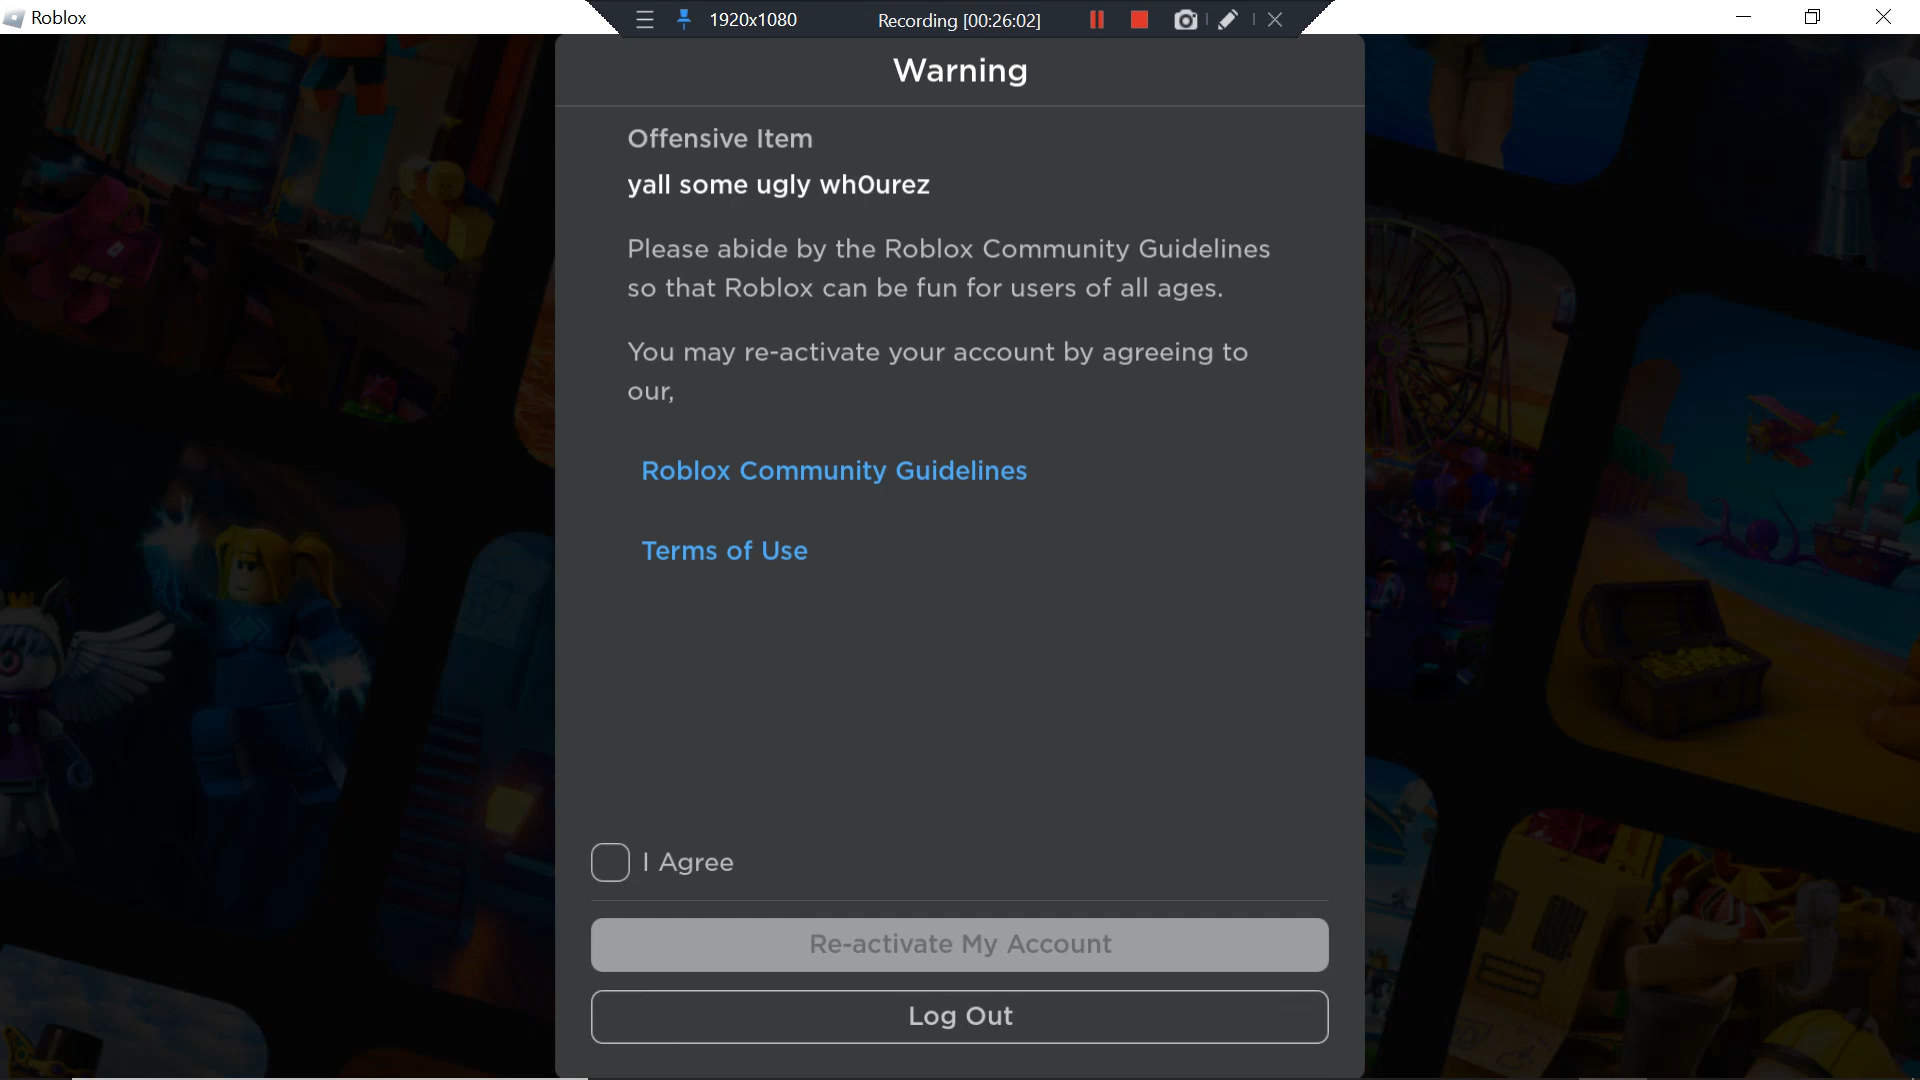 Roblox
1920x1080
Recording [00:26:02]
Warning
Offensive Item
yall some ugly wh0urez
Please abide by the Roblox Community Guidelines
so that Roblox can be fun for users of all ages.
You may re-activate your account by agreeing to
our,
Roblox Community Guidelines
Terms of Use
I Agree
Re-activate My Account
Log Out